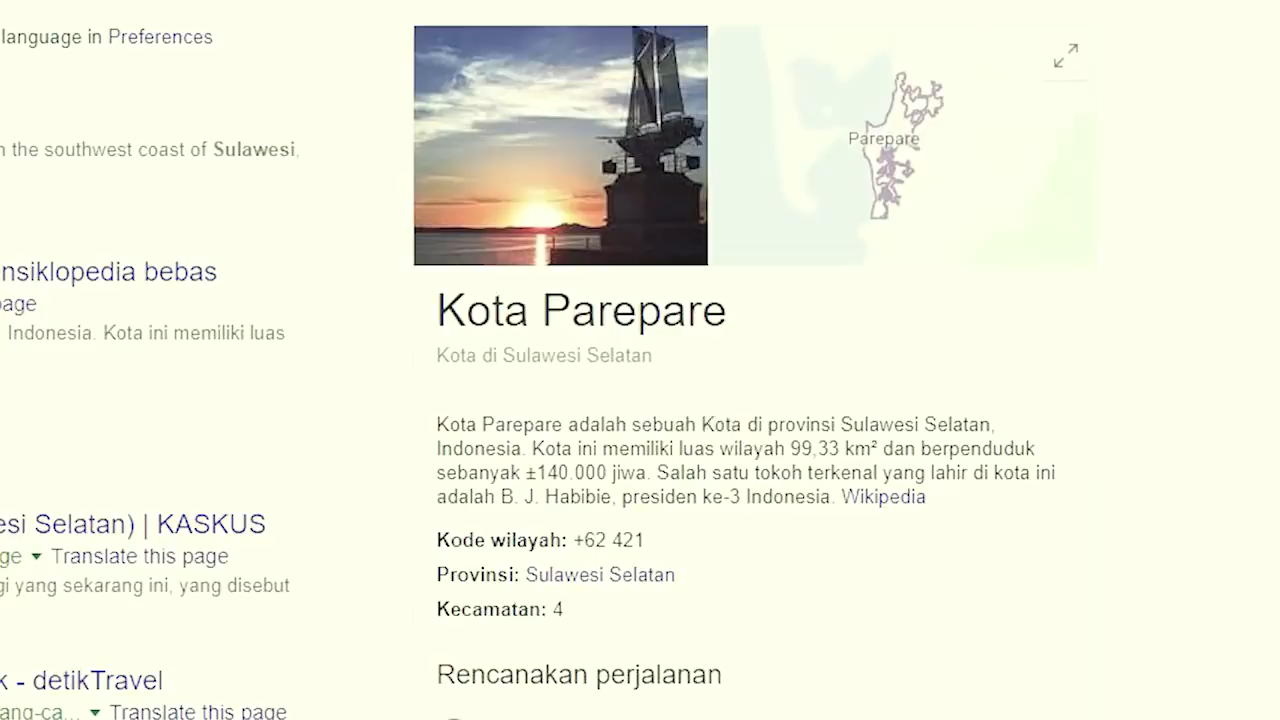 language in Preferences
the southwest coast of Sulawesi,
nsiklopedia bebas
page
Indonesia. Kota ini memiliki luas
esi Selatan) | KASKUS
ge Translate this page
gi yang sekarang ini, yang disebut
k - detikTravel
ang-ca... Translate this page
Parepare
Kota Parepare
Kota di Sulawesi Selatan
Kota Parepare adalah sebuah Kota di provinsi Sulawesi Selatan,
Indonesia. Kota ini memiliki luas wilayah 99,33 km² dan berpenduduk
sebanyak ±140.000 jiwa. Salah satu tokoh terkenal yang lahir di kota ini
adalah B. J. Habibie, presiden ke-3 Indonesia. Wikipedia
Kode wilayah: +62 421
Provinsi: Sulawesi Selatan
Kecamatan: 4
Rencanakan perjalanan